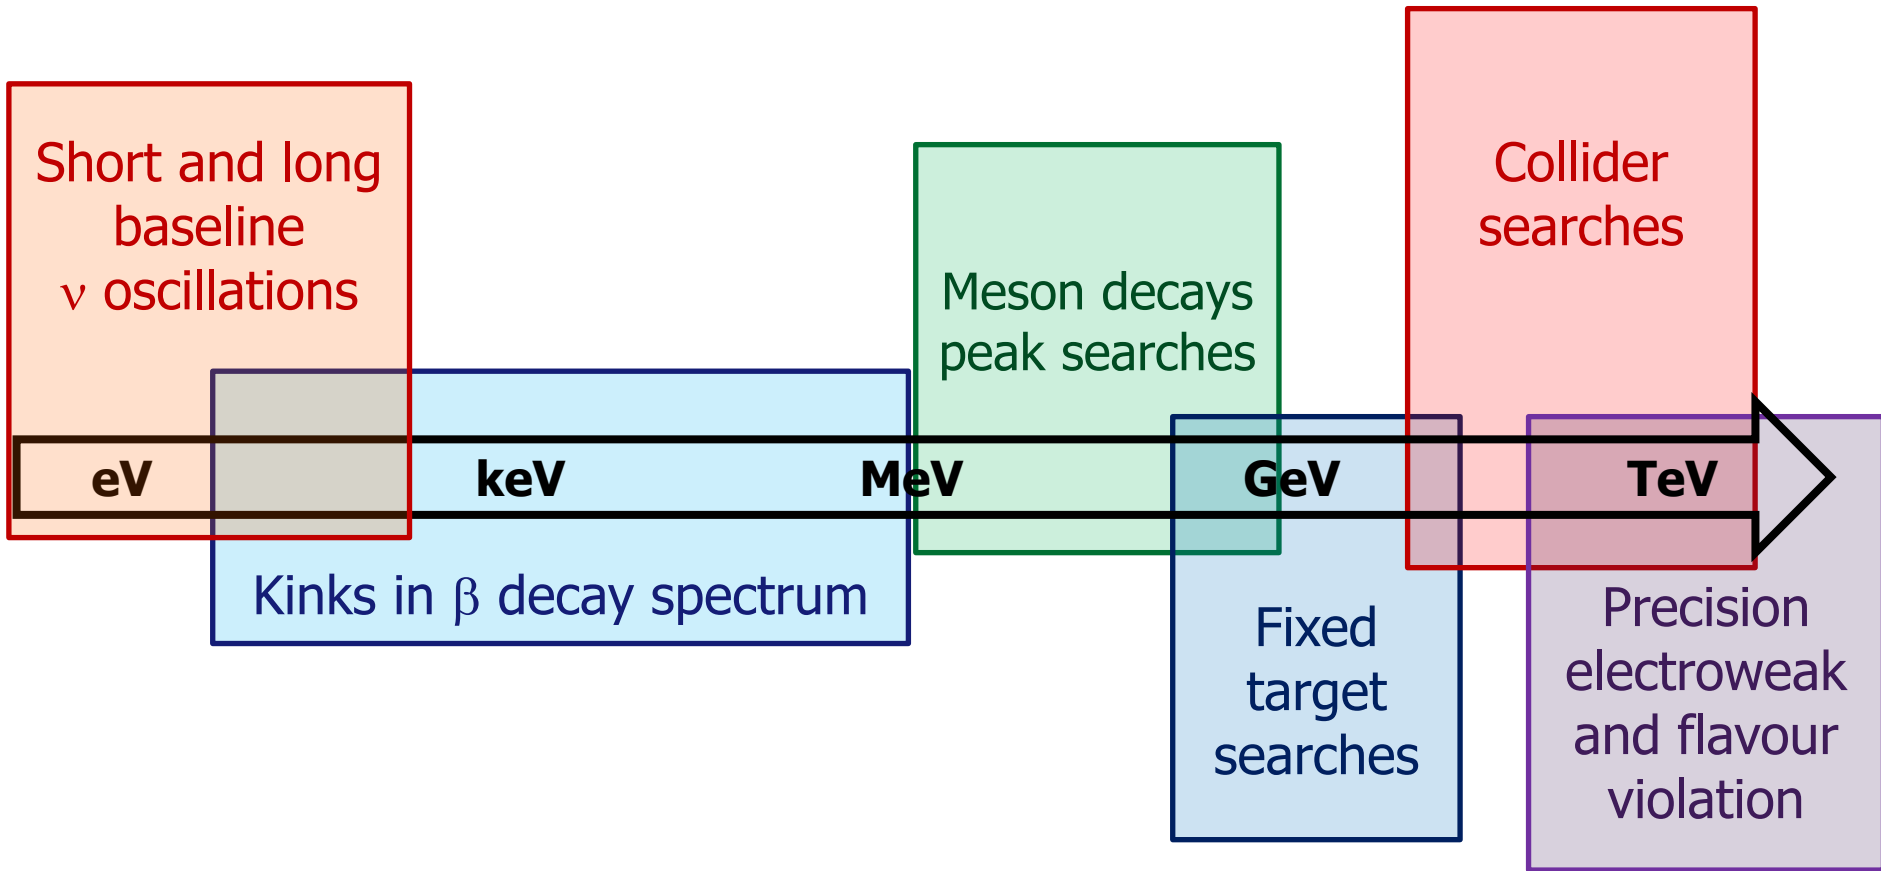 Short and long
baseline
ν oscillations
Kinks in β decay spectrum
Meson decays
peak searches
Fixed
target
searches
Collider
searches
Precision
electroweak
and flavour
violation
eV
keV
MeV
GeV
TeV